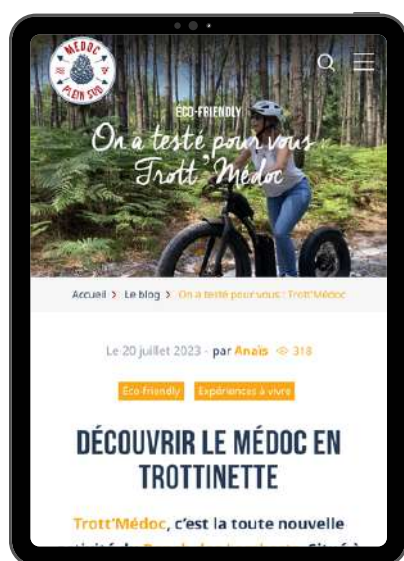 MÉDOC
PLEIN SUD
ÉCO-FRIENDLY
On a testé pour vous :
Trott'Médoc
Accueil > Le blog > On a testé pour vous : Trott'Médoc
Le 20 juillet 2023 - par Anaïs 318
Eco friendly Expériences à vivre
DÉCOUVRIR LE MÉDOC EN
TROTTINETTE
Trott'Médoc, c'est la toute nouvelle